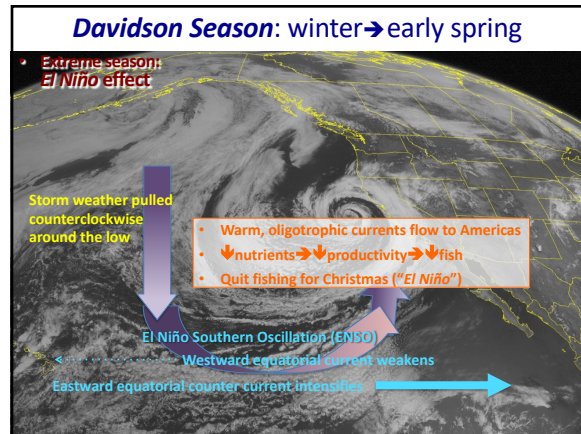 Davidson Season: winter➔early spring
• Extreme season:
El Niño effect
Storm weather pulled
counterclockwise
around the low
• Warm, oligotrophic currents flow to Americas
• 🡻nutrients➔🡻productivity➔🡻fish
• Quit fishing for Christmas (“El Niño”)
El Niño Southern Oscillation (ENSO)
Westward equatorial current weakens
Eastward equatorial counter current intensifies